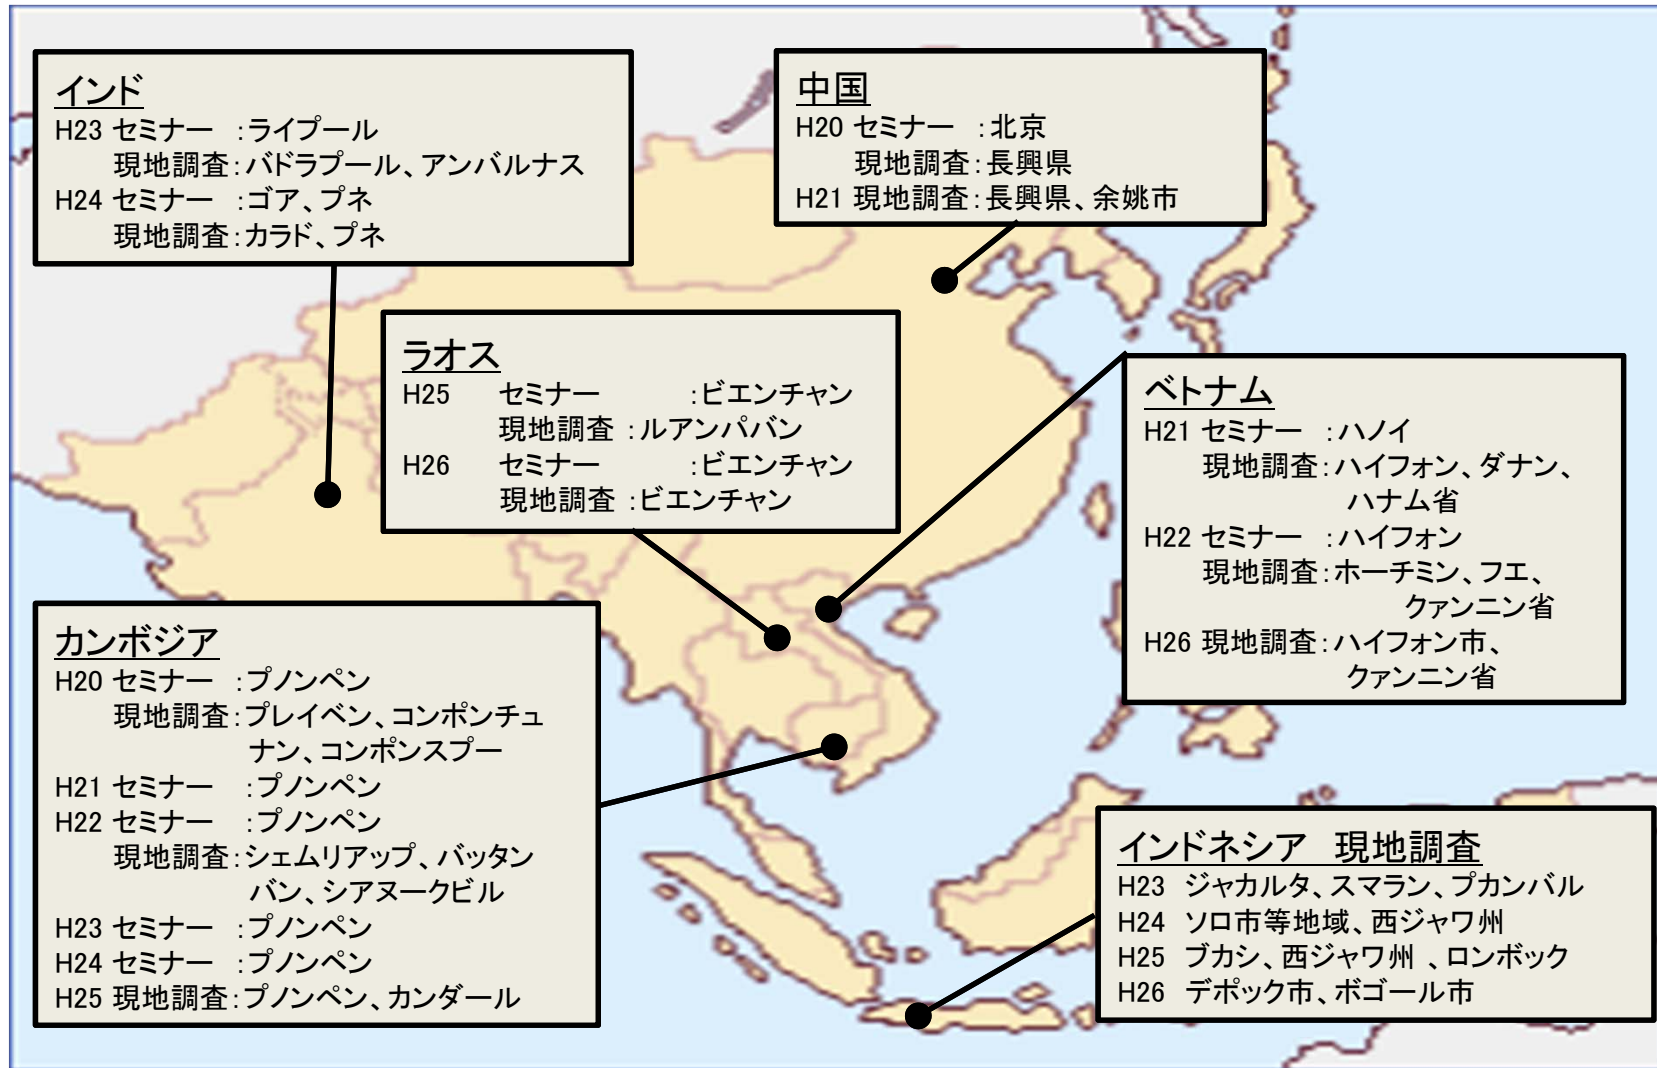 インド
H23 セミナー ：ライプール
現地調査：バドラプール、アンバルナス
H24 セミナー ：ゴア、プネ
現地調査：カラド、プネ
中国
H20 セミナー ：北京
現地調査：長興県
H21 現地調査：長興県、余姚市
ラオス
H25 セミナー ：ビエンチャン
現地調査 ：ルアンパバン
H26 セミナー ：ビエンチャン
現地調査 ：ビエンチャン
ベトナム
H21 セミナー ：ハノイ
現地調査：ハイフォン、ダナン、
ハナム省
H22 セミナー ：ハイフォン
現地調査：ホーチミン、フエ、
クァンニン省
H26 現地調査：ハイフォン市、
クァンニン省
カンボジア
H20 セミナー ：プノンペン
現地調査：プレイベン、コンポンチュ
ナン、コンポンスプー
H21 セミナー ：プノンペン
H22 セミナー ：プノンペン
現地調査：シェムリアップ、バッタン
バン、シアヌークビル
H23 セミナー ：プノンペン
H24 セミナー ：プノンペン
H25 現地調査：プノンペン、カンダール
インドネシア 現地調査
H23 ジャカルタ、スマラン、プカンバル
H24 ソロ市等地域、西ジャワ州
H25 ブカシ、西ジャワ州 、ロンボック
H26 デポック市、ボゴール市